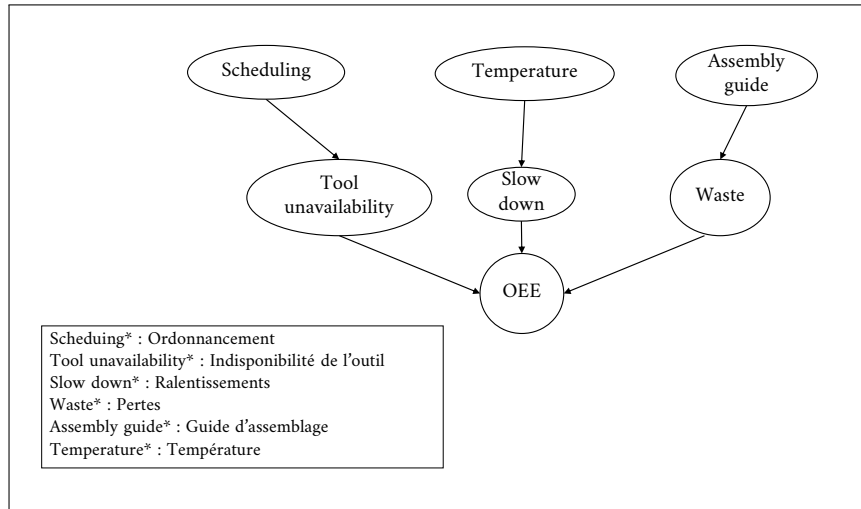 Scheduling
Temperature
Assembly
guide
Tool
unavailability
Slow
down
Waste
OEE
Scheduing* : Ordonnancement
Tool unavailability* : Indisponibilité de l’outil
Slow down* : Ralentissements
Waste* : Pertes
Assembly guide* : Guide d’assemblage
Temperature* : Température